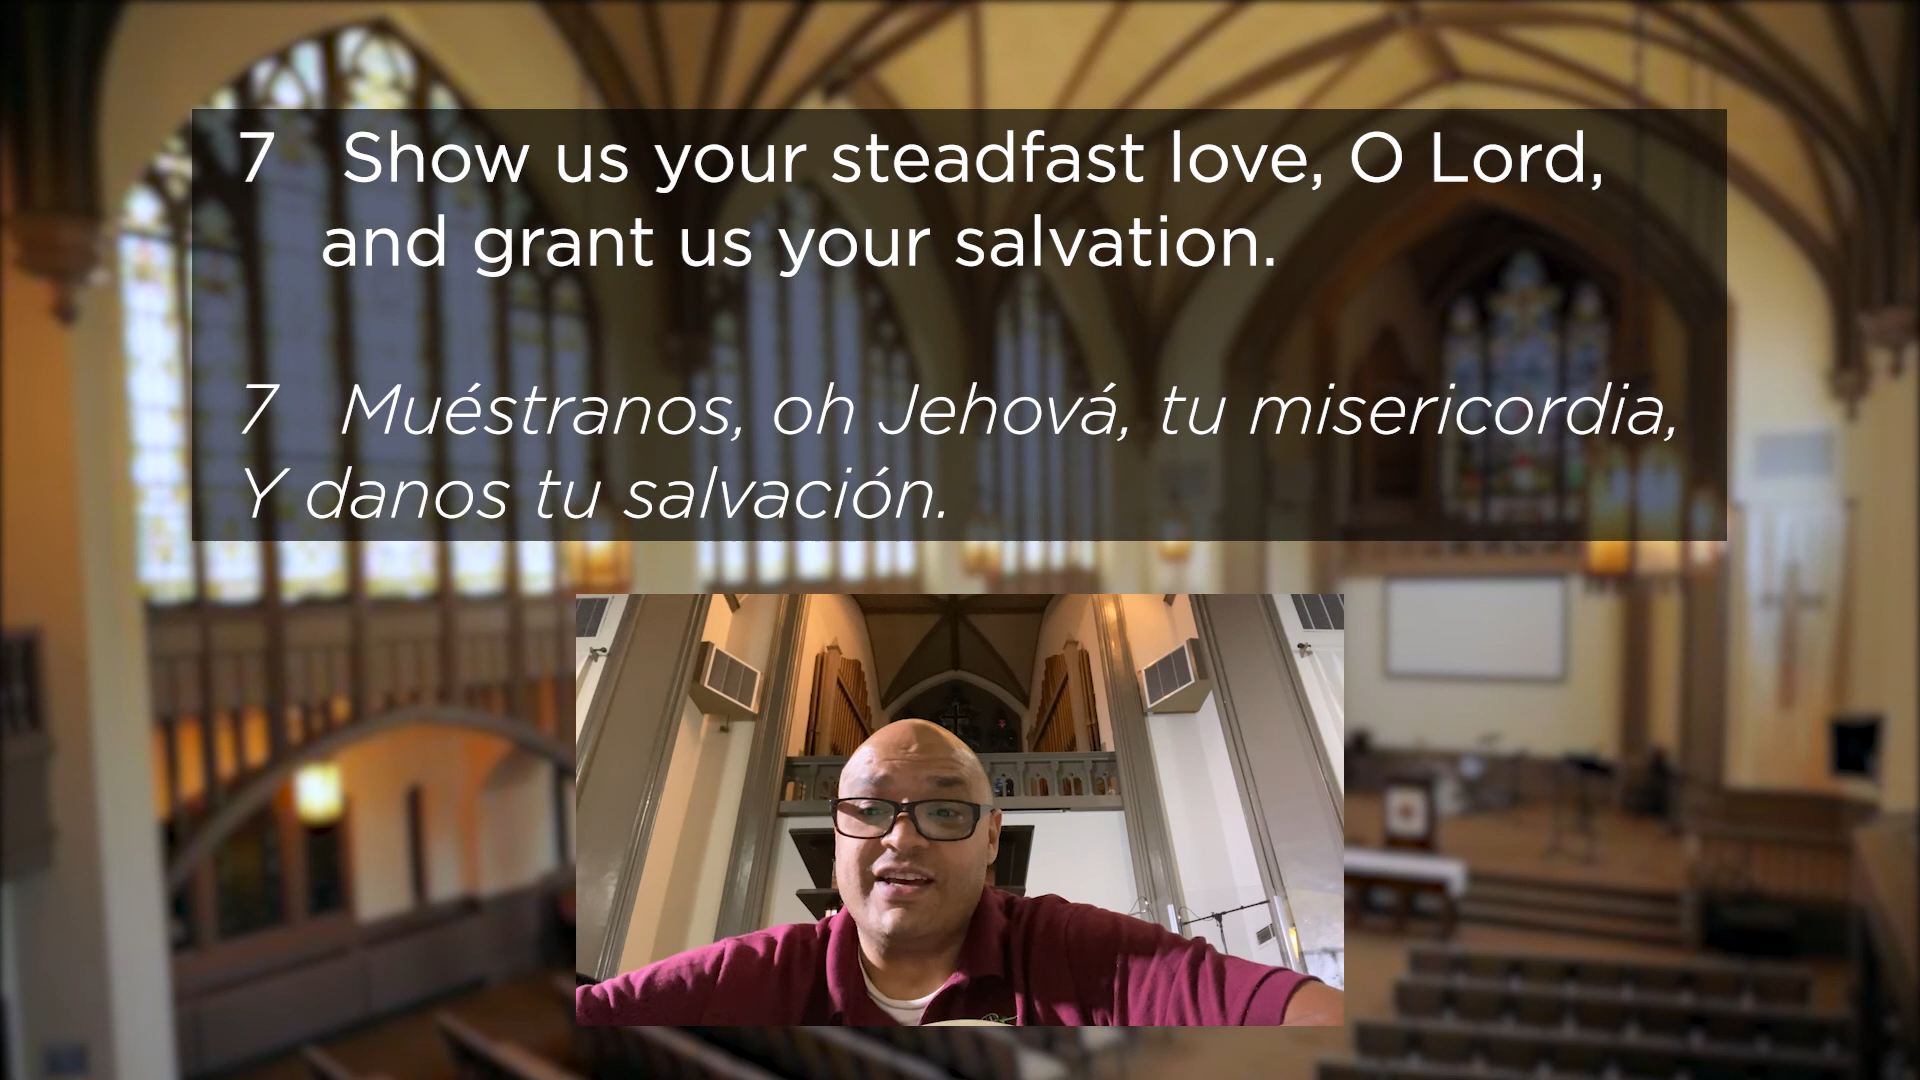 7 Show us your steadfast love, O Lord,
and grant us your salvation.
7 Muéstranos, oh Jehová, tu misericordia,
Y danos tu salvación.